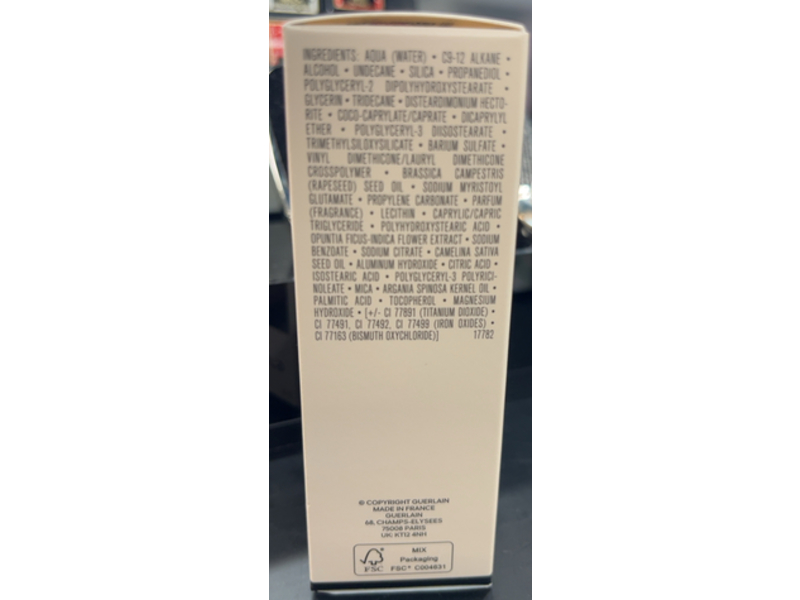 INGREDIENTS: AQUA (WATER) • C9-12 ALKANE •
ALCOHOL • UNDECANE • SILICA • PROPANEDIOL •
POLYGLYCERYL-2 DIPOLYHYDROXYSTEARATE •
GLYCERIN • TRIDECANE • DISTEARDIMONIUM HECTO-
RITE • COCO-CAPRYLATE/CAPRATE • DICAPRYLYL
ETHER • POLYGLYCERYL-3 DIISOSTEARATE •
TRIMETHYLSILOXYSILICATE • BARIUM SULFATE •
VINYL DIMETHICONE/LAURYL DIMETHICONE
CROSSPOLYMER • BRASSICA CAMPESTRIS
(RAPESEED) SEED OIL • SODIUM MYRISTOYL
GLUTAMATE • PROPYLENE CARBONATE • PARFUM
(FRAGRANCE) • LECITHIN • CAPRYLIC/CAPRIC
TRIGLYCERIDE • POLYHYDROXYSTEARIC ACID •
OPUNTIA FICUS-INDICA FLOWER EXTRACT • SODIUM
BENZOATE • SODIUM CITRATE • CAMELINA SATIVA
SEED OIL • ALUMINUM HYDROXIDE • CITRIC ACID •
ISOSTEARIC ACID • POLYGLYCERYL-3 POLYRICI-
NOLEATE • MICA • ARGANIA SPINOSA KERNEL OIL •
PALMITIC ACID • TOCOPHEROL • MAGNESIUM
HYDROXIDE • [+/- CI 77891 (TITANIUM DIOXIDE) •
CI 77491, CI 77492, CI 77499 (IRON OXIDES) •
CI 77163 (BISMUTH OXYCHLORIDE)] 17782
© COPYRIGHT GUERLAIN
MADE IN FRANCE
GUERLAIN
68, CHAMPS-ELYSEES
75008 PARIS
UK: KT12 4NH
MIX
Packaging
FSC FSC® C004631